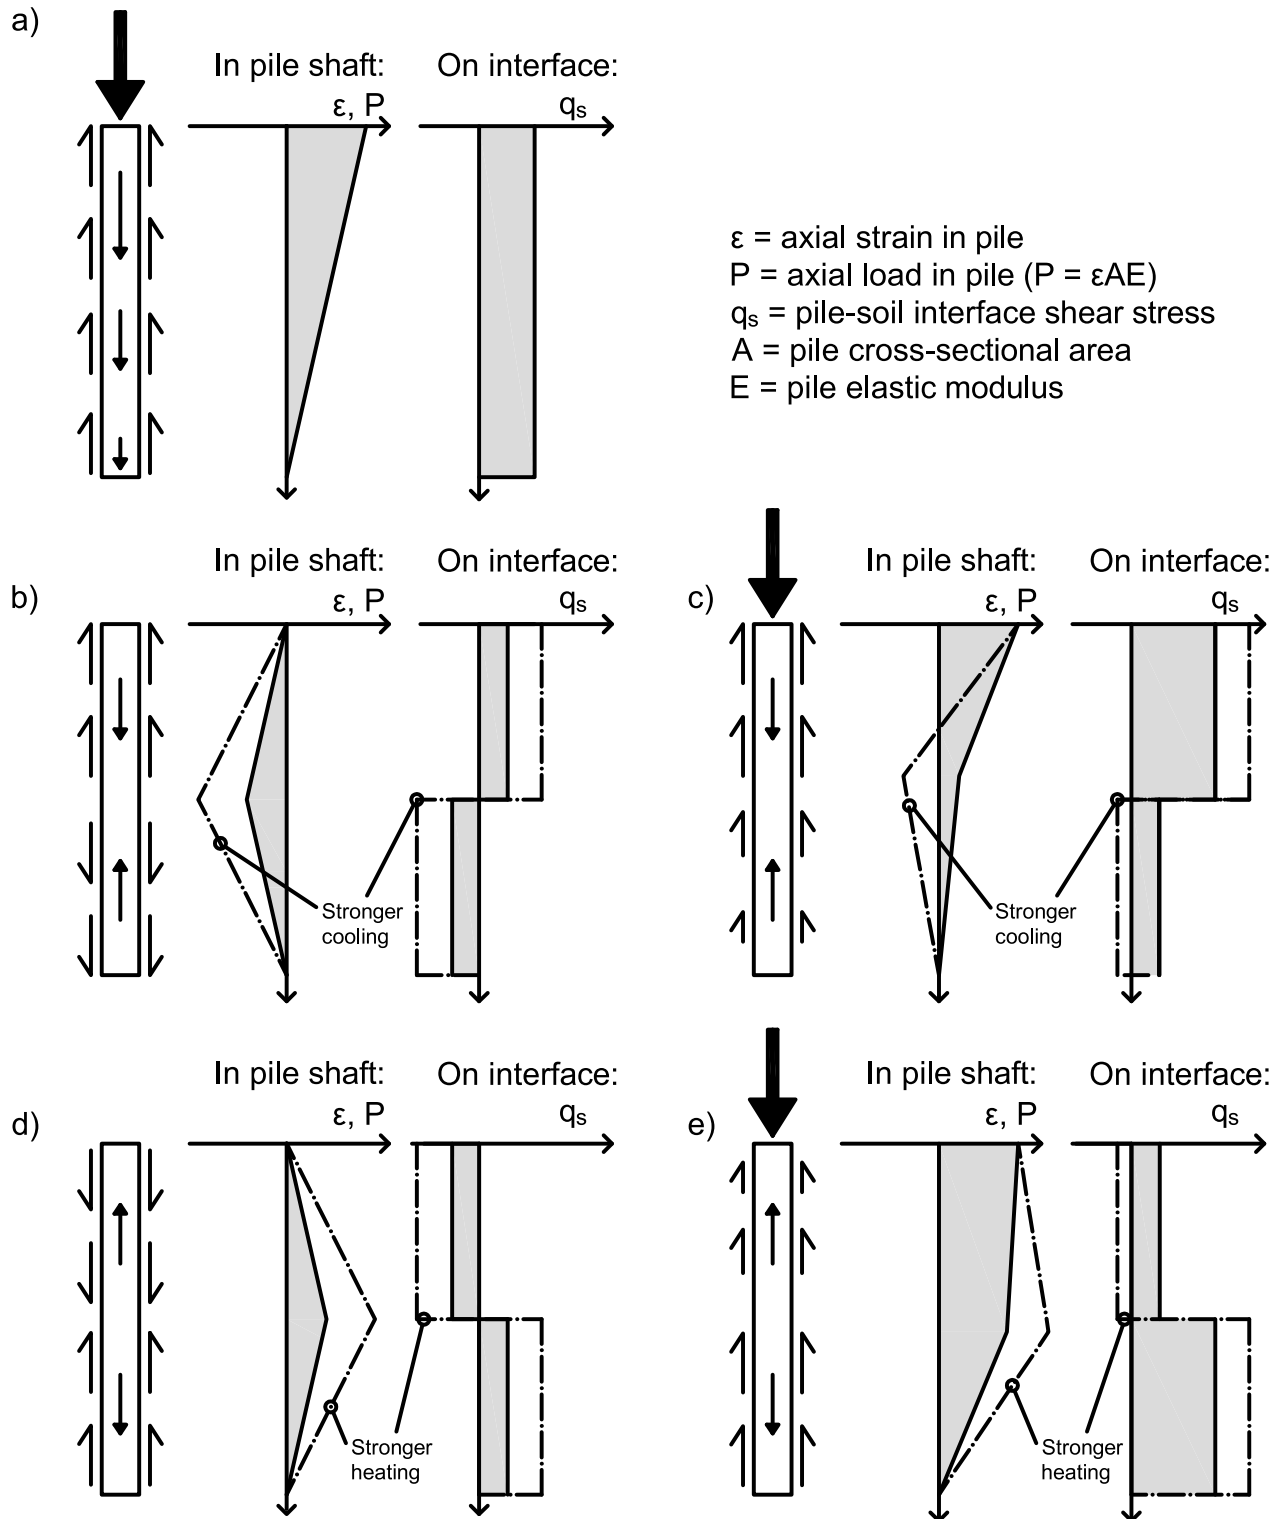 a)
In pile shaft: On interface:
ε, P qₛ
ε = axial strain in pile
P = axial load in pile (P = εAE)
qₛ = pile-soil interface shear stress
A = pile cross-sectional area
E = pile elastic modulus
In pile shaft: On interface:
b) ε, P qₛ
Stronger
cooling
In pile shaft: On interface:
c) ε, P qₛ
Stronger
cooling
In pile shaft: On interface:
d) ε, P qₛ
Stronger
heating
In pile shaft: On interface:
e) ε, P qₛ
Stronger
heating